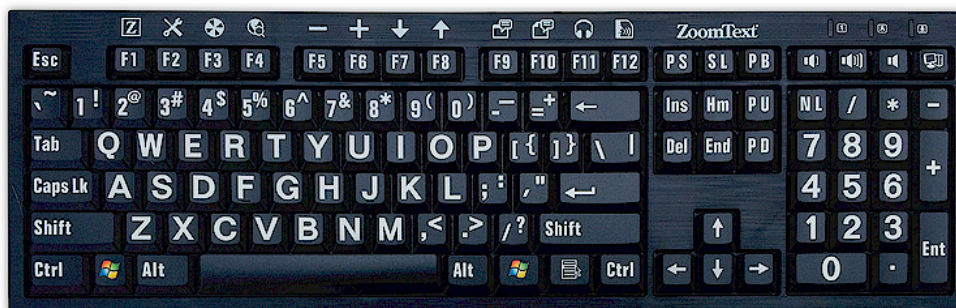 Z ZoomText 1 A
Esc F1 F2 F3 F4 F5 F6 F7 F8 F9 F10 F11 F12 PS SL PB
` ~ 1 ! 2 @ 3 # 4 $ 5 % 6 ^ 7 & 8 * 9 ( 0 ) - _ = + ← Ins Hm PU NL / * -
Tab Q W E R T Y U I O P [ { ] } \ | Del End PD 7 8 9 +
Caps Lk A S D F G H J K L ; : , " 4 5 6
Shift Z X C V B N M , < . > / ? Shift ↑ 1 2 3 Ent
Ctrl Alt Alt Ctrl ← ↓ → 0 .